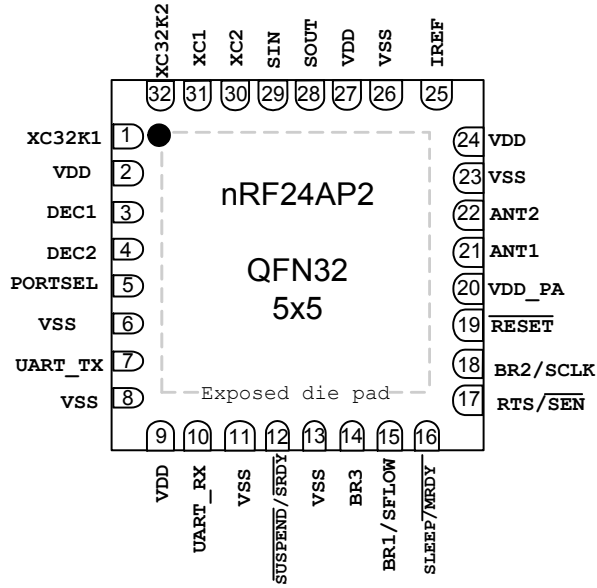 XC32K2
XC1
XC2
SIN
SOUT
VDD
VSS
IREF
32
31
30
29
28
27
26
25
XC32K1 1
VDD 2
DEC1 3
DEC2 4
PORTSEL 5
VSS 6
UART_TX 7
VSS 8
nRF24AP2
QFN32
5x5
Exposed die pad
24 VDD
23 VSS
22 ANT2
21 ANT1
20 VDD_PA
19 RESET
18 BR2/SCLK
17 RTS/SEN
9
10
11
12
13
14
15
16
VDD
UART_RX
VSS
SUSPEND/SRDY
VSS
BR3
BR1/SFLOW
SLEEP/MRDY